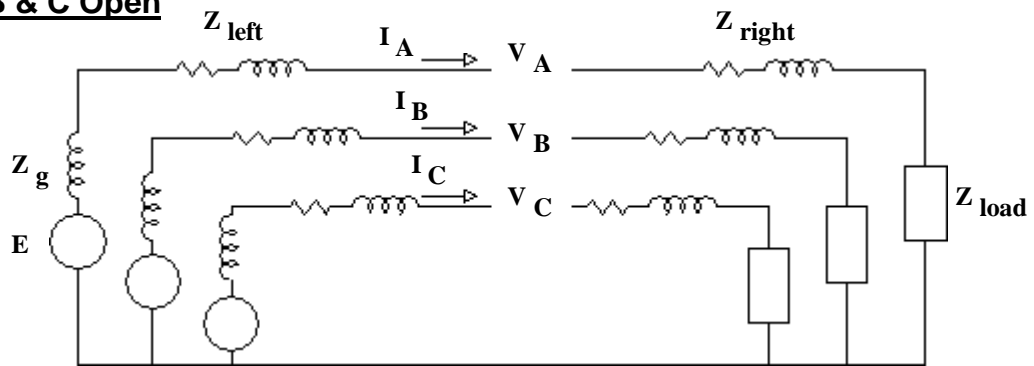 & C Open
Z left
I A
V A
Z right
I B
V B
Z g
I C
V C
Z load
E